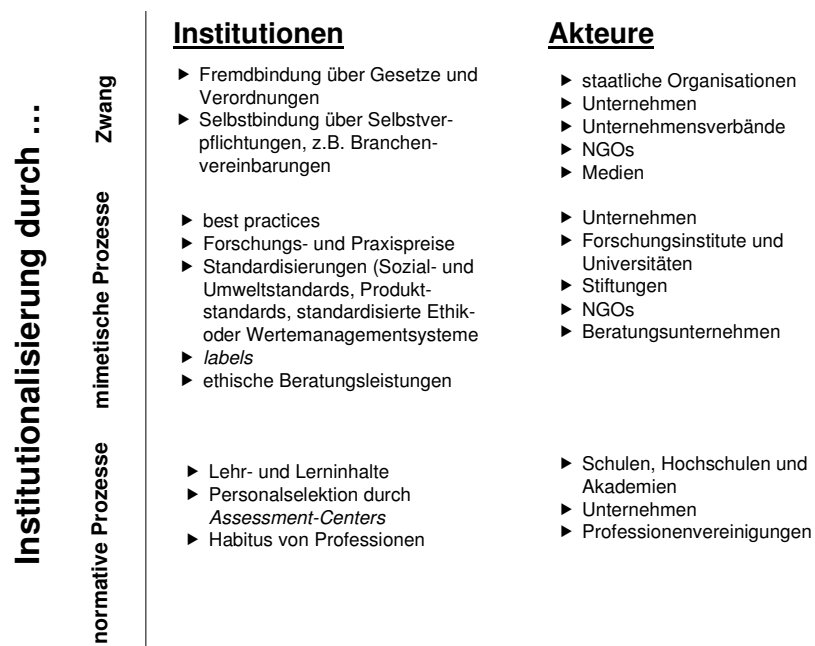 Institutionalisierung durch …
Institutionen
Akteure
Zwang
► Fremdbindung über Gesetze und
Verordnungen
► Selbstbindung über Selbstver-
pflichtungen, z.B. Branchen-
vereinbarungen
► staatliche Organisationen
► Unternehmen
► Unternehmensverbände
► NGOs
► Medien
mimetische Prozesse
► best practices
► Forschungs- und Praxispreise
► Standardisierungen (Sozial- und
Umweltstandards, Produkt-
standards, standardisierte Ethik-
oder Wertemanagementsysteme
► labels
► ethische Beratungsleistungen
► Unternehmen
► Forschungsinstitute und
Universitäten
► Stiftungen
► NGOs
► Beratungsunternehmen
normative Prozesse
► Lehr- und Lerninhalte
► Personalselektion durch
Assessment-Centers
► Habitus von Professionen
► Schulen, Hochschulen und
Akademien
► Unternehmen
► Professionenvereinigungen